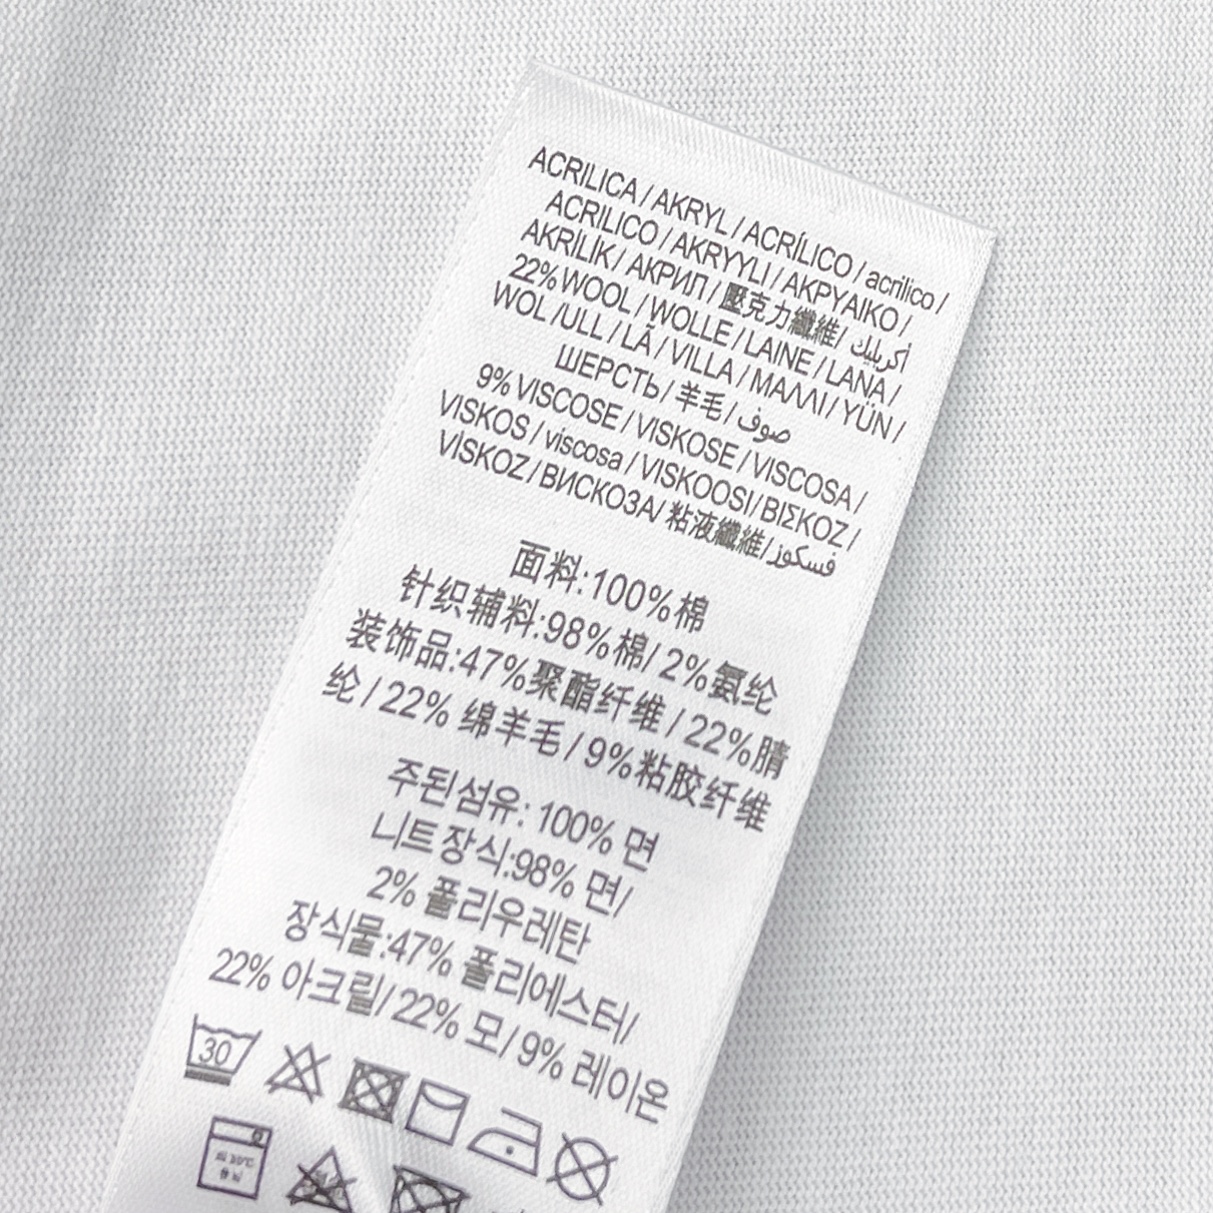 ACRILICA / AKRYL / ACRÍLICO / acrilico /
ACRILICO / AKRYYLI / AKPYAIKO /
AKRİLİK / АКРИЛ / 壓克力纖維/ أكريليك
22% WOOL / WOLLE / LAINE / LANA /
WOL /ULL / LÃ / VILLA / ΜΑΛΛΙ / YÜN /
ШЕРСТЬ / 羊毛 / صوف
9% VISCOSE / VISKOSE / VISCOSA /
VISKOS / viscosa / VISKOOSI / ΒΙΣΚΟΖ /
VİSKOZ / ВИСКОЗА/ 粘液纖維/ فسكوز
面料:100%棉
针织辅料:98%棉/ 2%氨纶
装饰品:47%聚酯纤维 / 22%腈
纶 / 22% 绵羊毛 / 9%粘胶纤维
주된섬유: 100% 면
니트장식:98% 면/
2% 폴리우레탄
장식물:47% 폴리에스터/
22% 아크릴/ 22% 모/ 9% 레이온
30